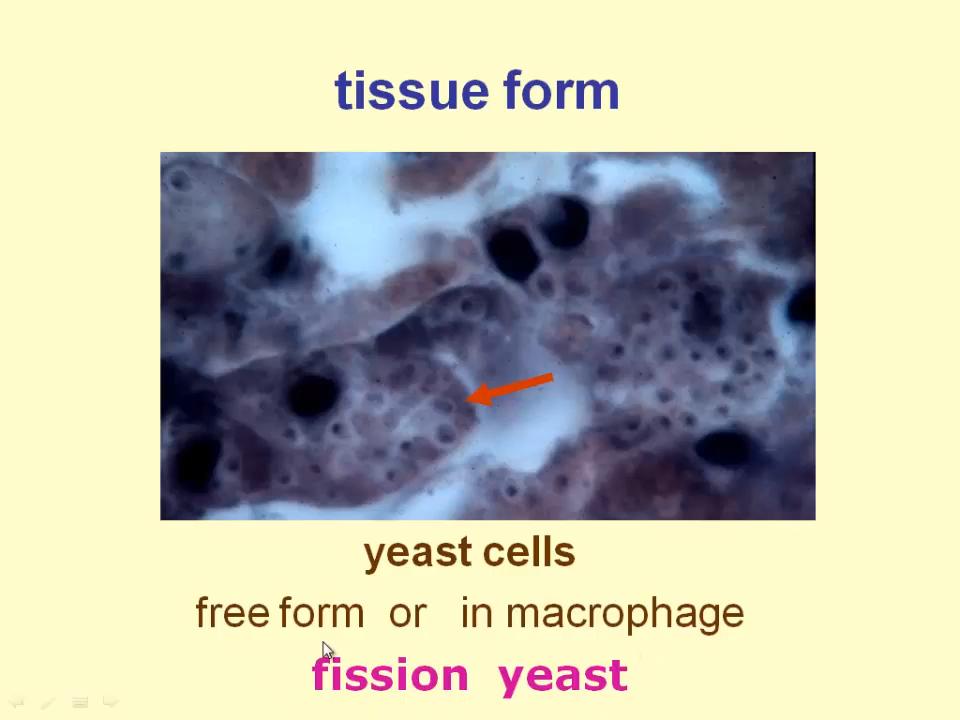 tissue form
yeast cells
free form or in macrophage
fission yeast